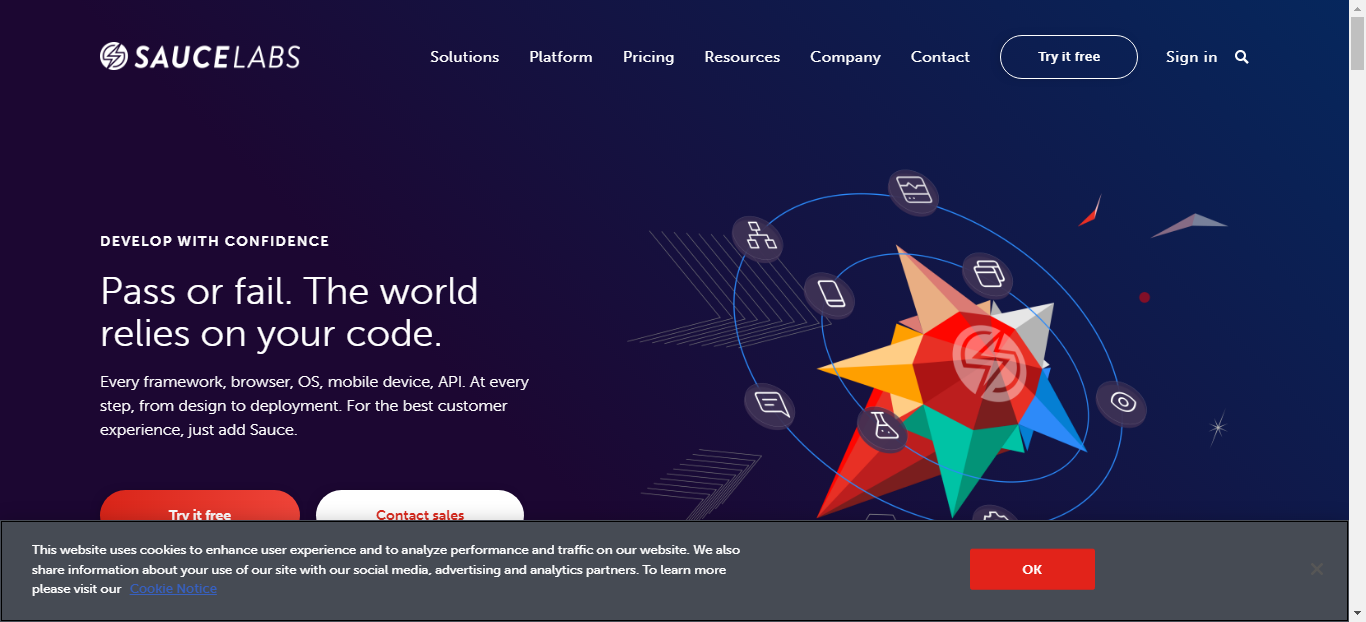 SAUCELABS
Solutions Platform Pricing Resources Company Contact Try it free Sign in
DEVELOP WITH CONFIDENCE
Pass or fail. The world
relies on your code.
Every framework, browser, OS, mobile device, API. At every
step, from design to deployment. For the best customer
experience, just add Sauce.
Try it free Contact sales
This website uses cookies to enhance user experience and to analyze performance and traffic on our website. We also
share information about your use of our site with our social media, advertising and analytics partners. To learn more
please visit our Cookie Notice
OK